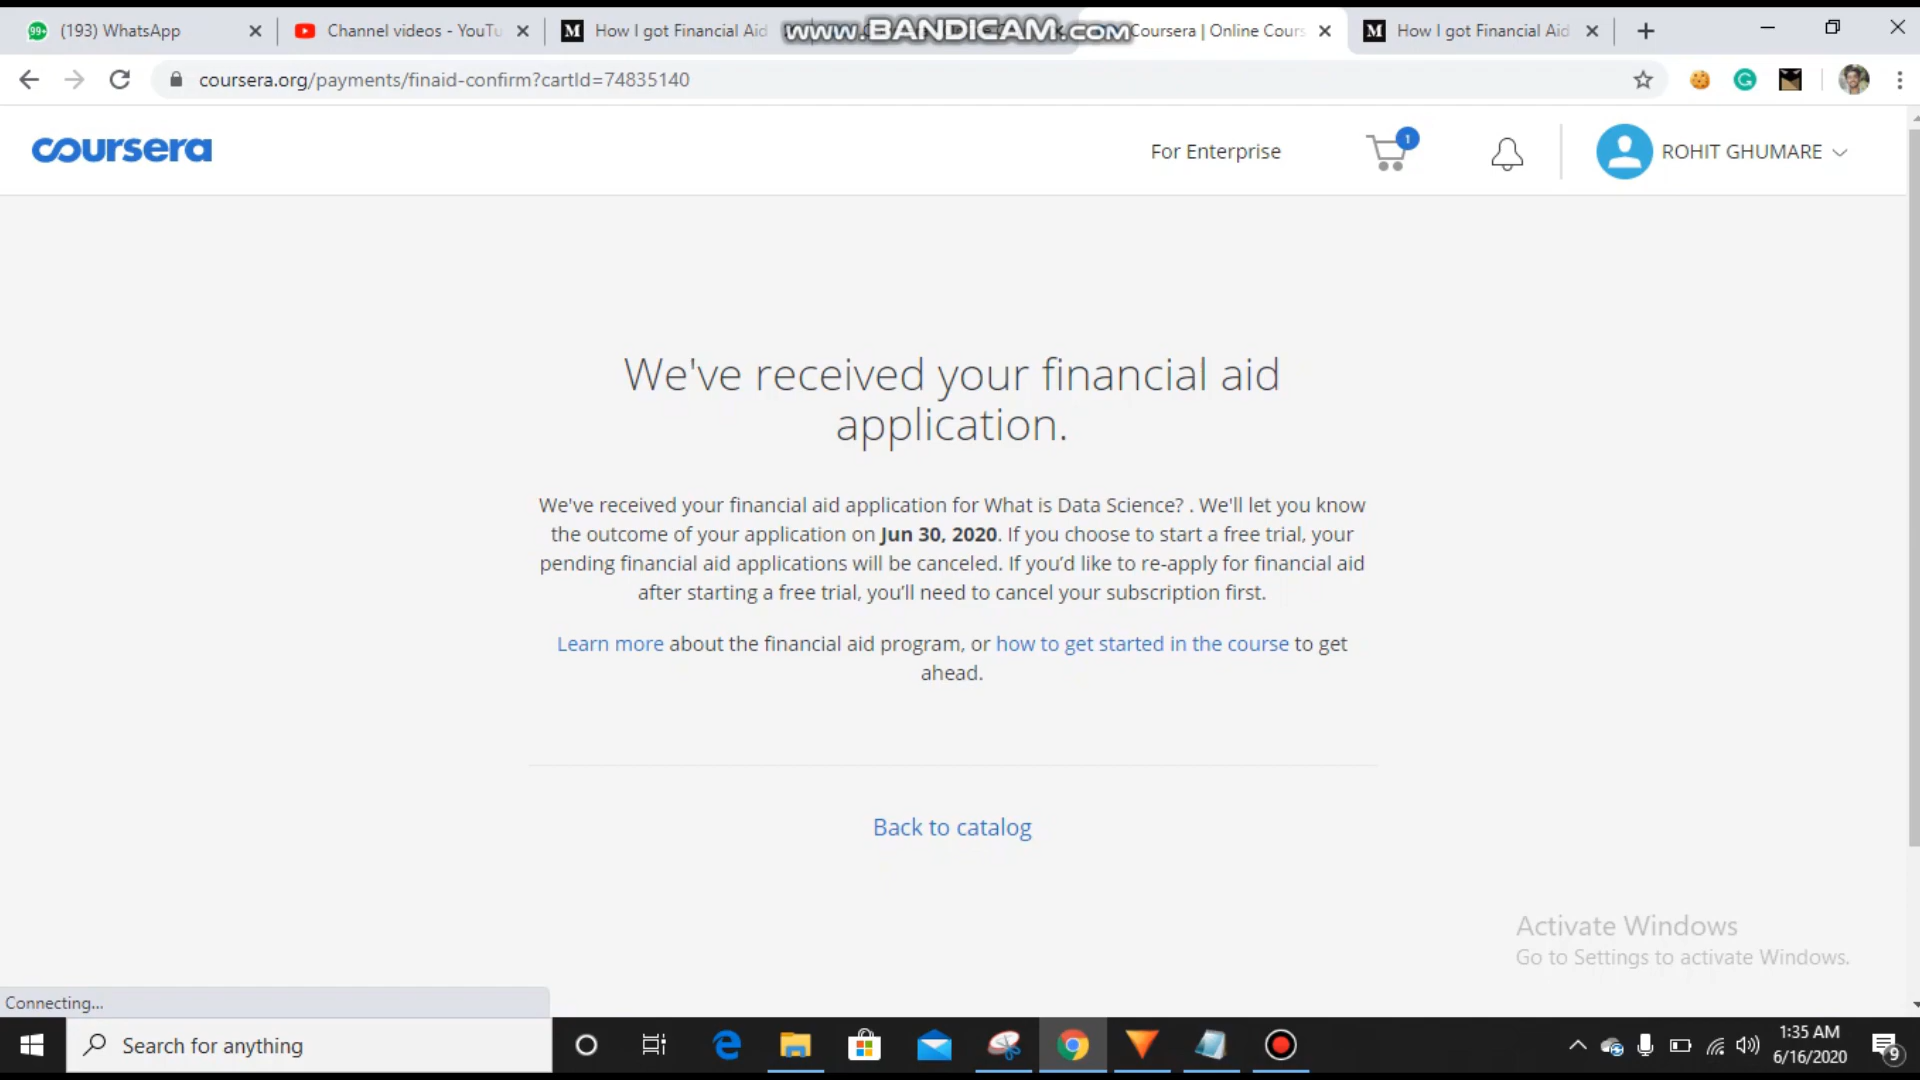 (193) WhatsApp
Channel videos - YouTu
How I got Financial Aid
www.BANDICAM.com
Coursera | Online Cours
How I got Financial Aid
coursera.org/payments/finaid-confirm?cartId=74835140
coursera
For Enterprise
1
ROHIT GHUMARE
We've received your financial aid
application.
We've received your financial aid application for What is Data Science? . We'll let you know
the outcome of your application on Jun 30, 2020. If you choose to start a free trial, your
pending financial aid applications will be canceled. If you’d like to re-apply for financial aid
after starting a free trial, you’ll need to cancel your subscription first.
Learn more about the financial aid program, or how to get started in the course to get
ahead.
Back to catalog
Activate Windows
Go to Settings to activate Windows.
Connecting...
Search for anything
1:35 AM
6/16/2020
9